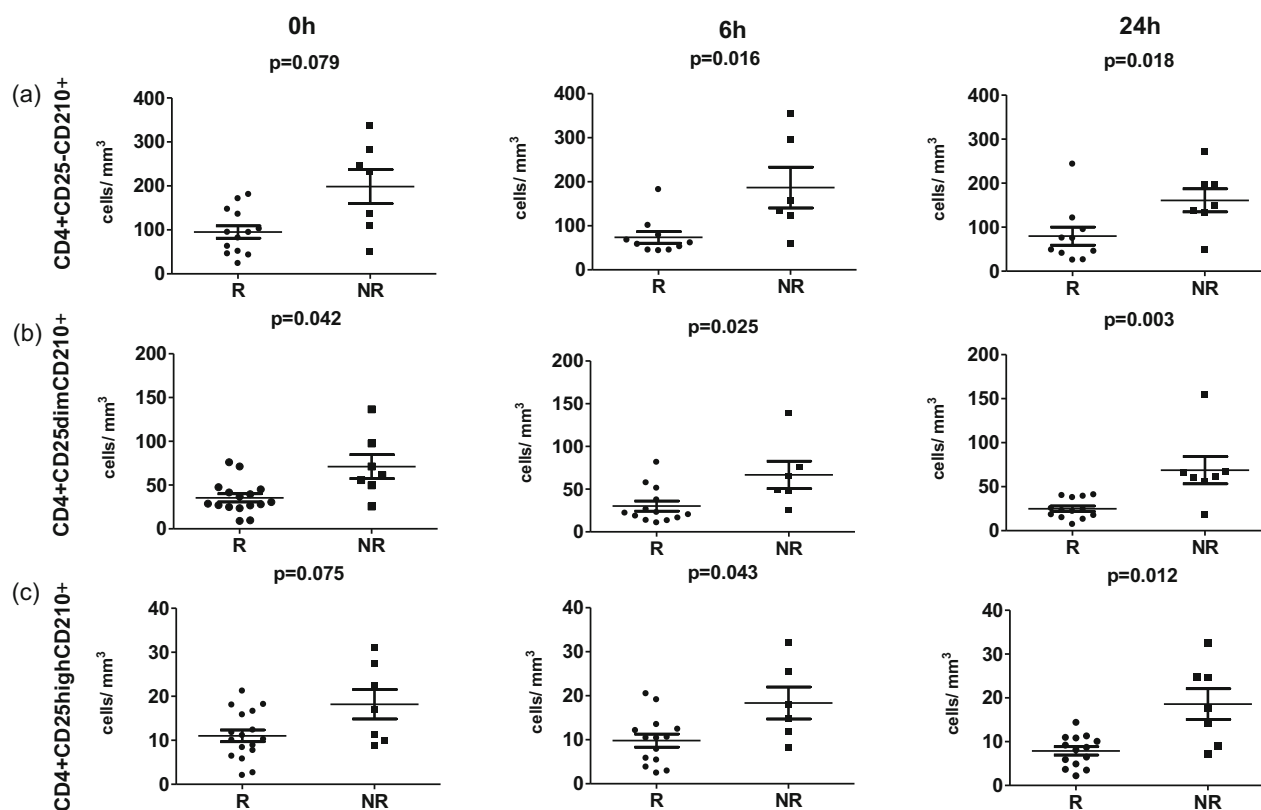 0h 6h 24h
p=0.079 p=0.016 p=0.018
(a) CD4+CD25-CD210+
cells/ mm³ 400 300 200 100 0 R NR
cells/ mm³ 400 300 200 100 0 R NR
cells/ mm³ 400 300 200 100 0 R NR
p=0.042 p=0.025 p=0.003
(b) CD4+CD25dimCD210+
cells/ mm³ 200 150 100 50 0 R NR
cells/ mm³ 200 150 100 50 0 R NR
cells/ mm³ 200 150 100 50 0 R NR
p=0.075 p=0.043 p=0.012
(c) CD4+CD25highCD210+
cells/ mm³ 40 30 20 10 0 R NR
cells/ mm³ 40 30 20 10 0 R NR
cells/ mm³ 40 30 20 10 0 R NR